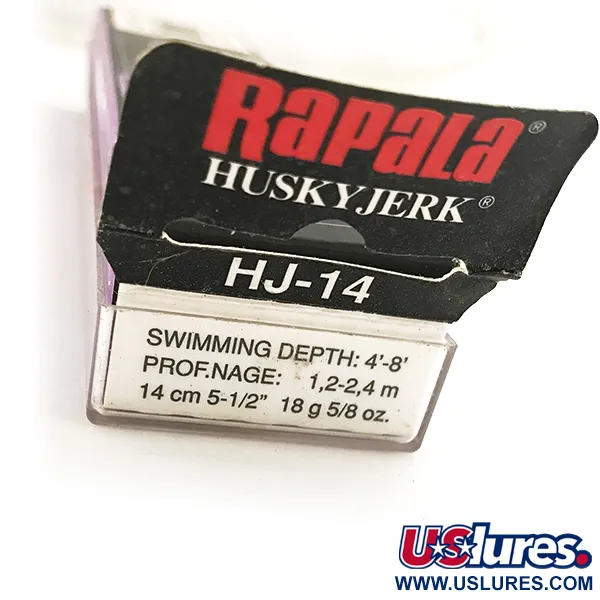 Rapala®
HUSKYJERK®
HJ-14
SWIMMING DEPTH: 4'-8'
PROF.NAGE: 1,2-2,4 m
14 cm 5-1/2" 18 g 5/8 oz.
USlures.
WWW.USLURES.COM